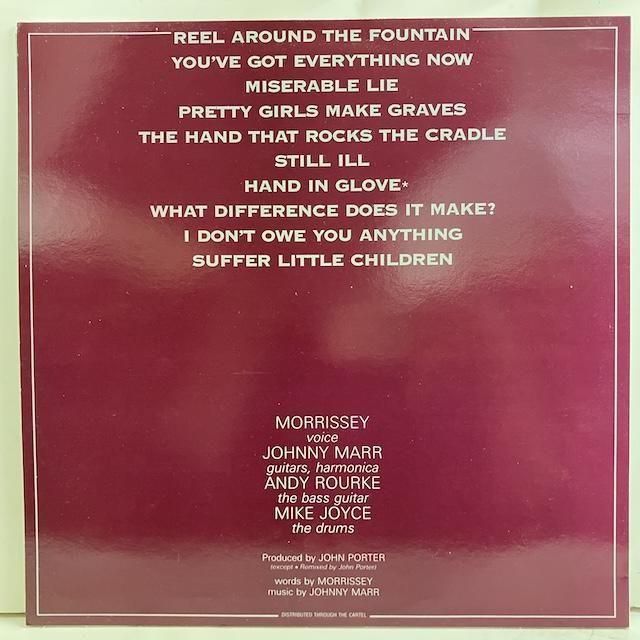 REEL AROUND THE FOUNTAIN
YOU'VE GOT EVERYTHING NOW
MISERABLE LIE
PRETTY GIRLS MAKE GRAVES
THE HAND THAT ROCKS THE CRADLE
STILL ILL
HAND IN GLOVE*
WHAT DIFFERENCE DOES IT MAKE?
I DON'T OWE YOU ANYTHING
SUFFER LITTLE CHILDREN
MORRISSEY
voice
JOHNNY MARR
guitars, harmonica
ANDY ROURKE
the bass guitar
MIKE JOYCE
the drums
Produced by JOHN PORTER
(except * Remixed by John Porter)
words by MORRISSEY
music by JOHNNY MARR
DISTRIBUTED THROUGH THE CARTEL